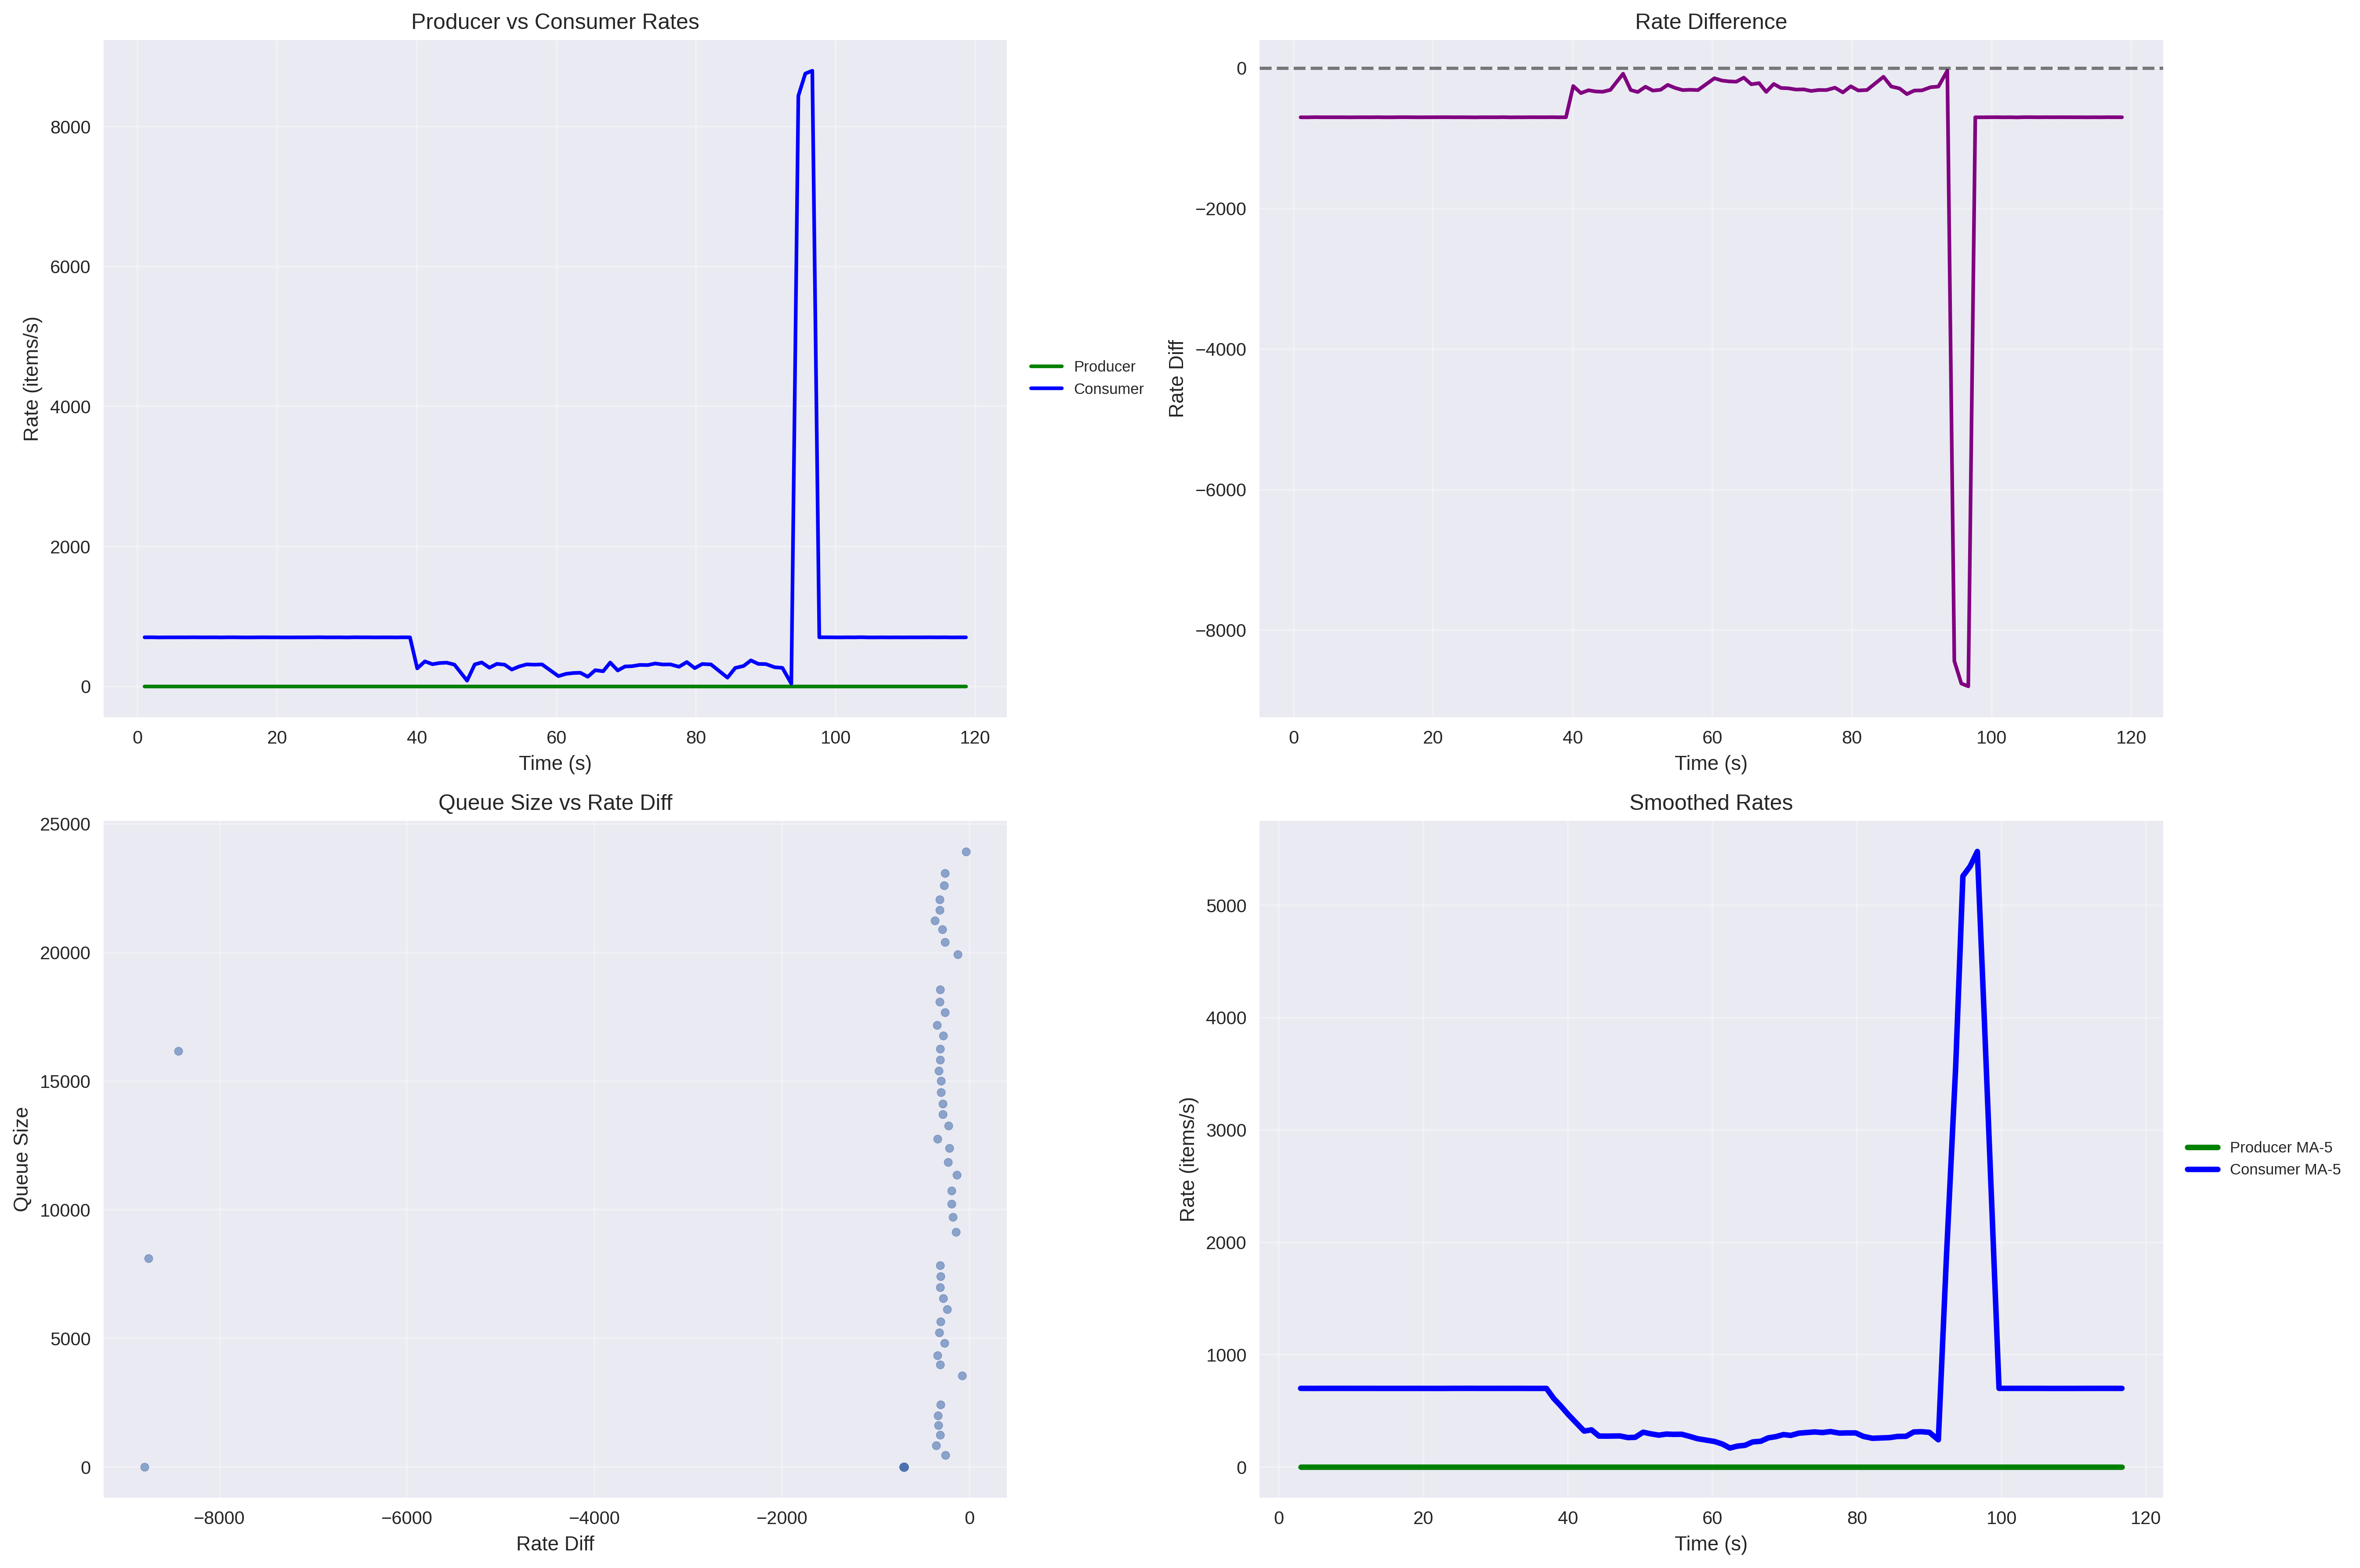 Producer vs Consumer Rates
Rate (items/s)
8000
6000
4000
2000
0
0 20 40 60 80 100 120
Time (s)
Producer
Consumer
Rate Difference
Rate Diff
0
−2000
−4000
−6000
−8000
0 20 40 60 80 100 120
Time (s)
Queue Size vs Rate Diff
Queue Size
25000
20000
15000
10000
5000
0
−8000 −6000 −4000 −2000 0
Rate Diff
Smoothed Rates
Rate (items/s)
5000
4000
3000
2000
1000
0
0 20 40 60 80 100 120
Time (s)
Producer MA-5
Consumer MA-5